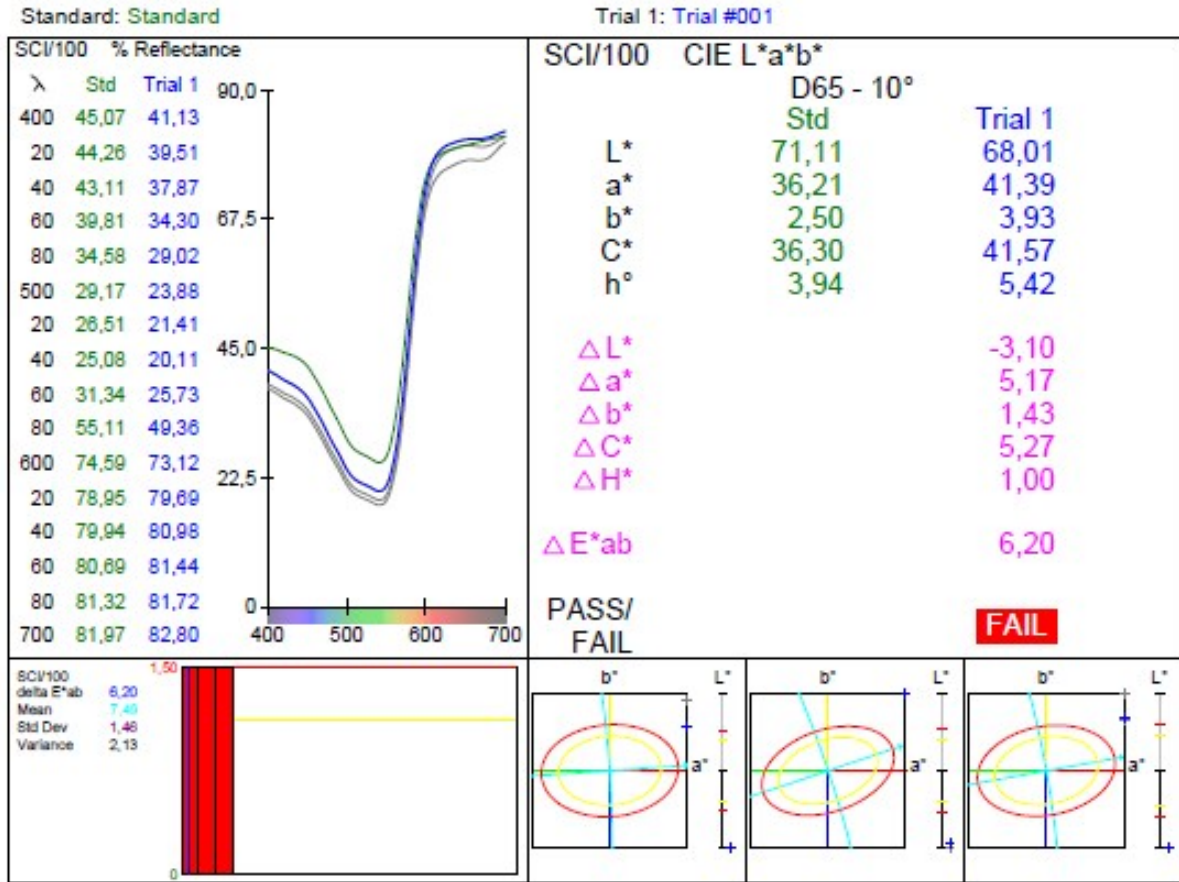 Standard: Standard
Trial 1: Trial #001
SCI/100 % Reflectance
λ Std Trial 1
400 45,07 41,13
20 44,26 39,51
40 43,11 37,87
60 39,81 34,30
80 34,58 29,02
500 29,17 23,88
20 26,51 21,41
40 25,08 20,11
60 31,34 25,73
80 55,11 49,36
600 74,59 73,12
20 78,95 79,69
40 79,94 80,98
60 80,69 81,44
80 81,32 81,72
700 81,97 82,80
90,0
67,5
45,0
22,5
0
400 500 600 700
SCI/100 CIE L*a*b*
D65 - 10°
Std Trial 1
L* 71,11 68,01
a* 36,21 41,39
b* 2,50 3,93
C* 36,30 41,57
h° 3,94 5,42
△ L* -3,10
△ a* 5,17
△ b* 1,43
△ C* 5,27
△ H* 1,00
△ E*ab 6,20
PASS/
FAIL
FAIL
SCI/100
delta E*ab 6,20
Mean
Std Dev 1,46
Variance 2,13
1,50
0
b* L*
a*
b* L*
a*
b* L*
a*